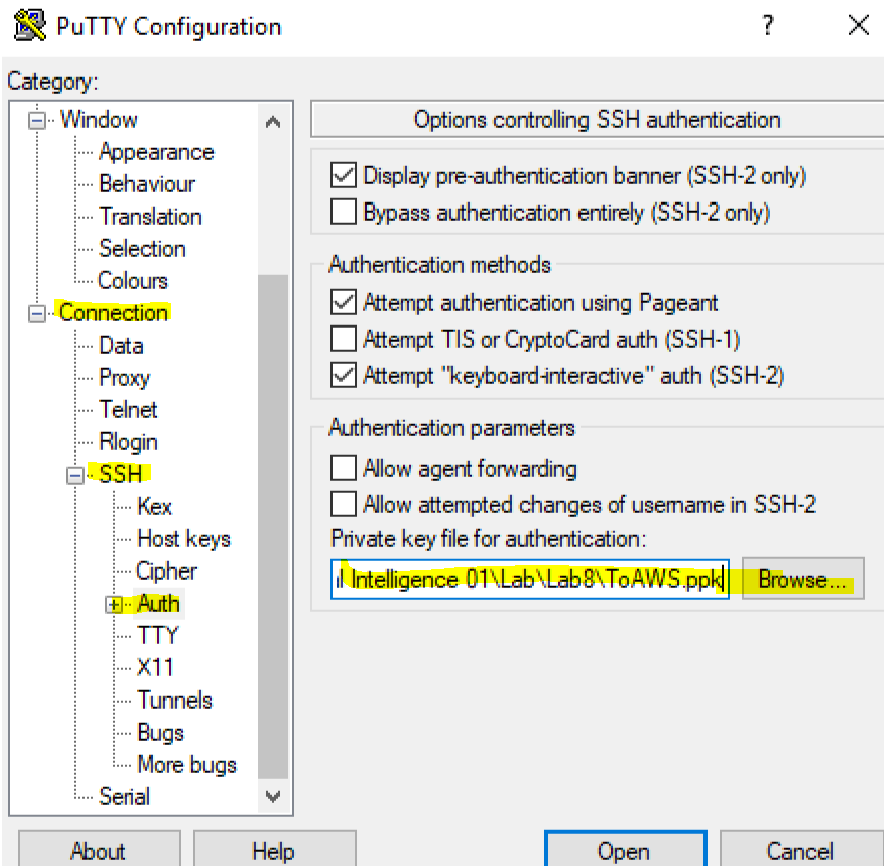 PuTTY Configuration
? 
Category:
Window
Appearance
Behaviour
Translation
Selection
Colours
Connection
Data
Proxy
Telnet
Rlogin
SSH
Kex
Host keys
Cipher
Auth
TTY
X11
Tunnels
Bugs
More bugs
Serial
Options controlling SSH authentication
Display pre-authentication banner (SSH-2 only)
Bypass authentication entirely (SSH-2 only)
Authentication methods
Attempt authentication using Pageant
Attempt TIS or CryptoCard auth (SSH-1)
Attempt "keyboard-interactive" auth (SSH-2)
Authentication parameters
Allow agent forwarding
Allow attempted changes of username in SSH-2
Private key file for authentication:
Intelligence 01\Lab\Lab8\ToAWS.ppk
Browse...
About
Help
Open
Cancel